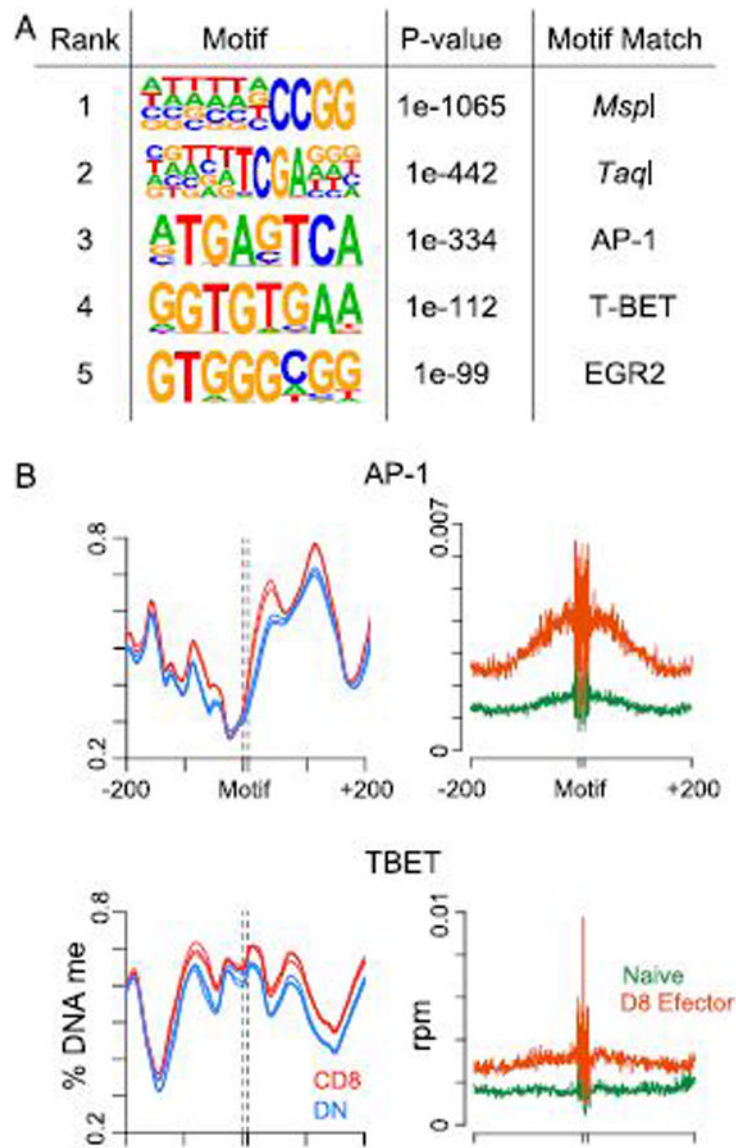 A Rank Motif P-value Motif Match
1 CCGG 1e-1065 MspI
2 TCGA 1e-442 TaqI
3 ATGAGTCA 1e-334 AP-1
4 GGTGTGAA 1e-112 T-BET
5 GTGGGCGG 1e-99 EGR2
B AP-1
0.8 0.007
0.2 0
-200 Motif +200 -200 Motif +200
TBET
0.8 0.01
% DNA me rpm
Naive
D8 Efector
CD8
DN
0.2 0